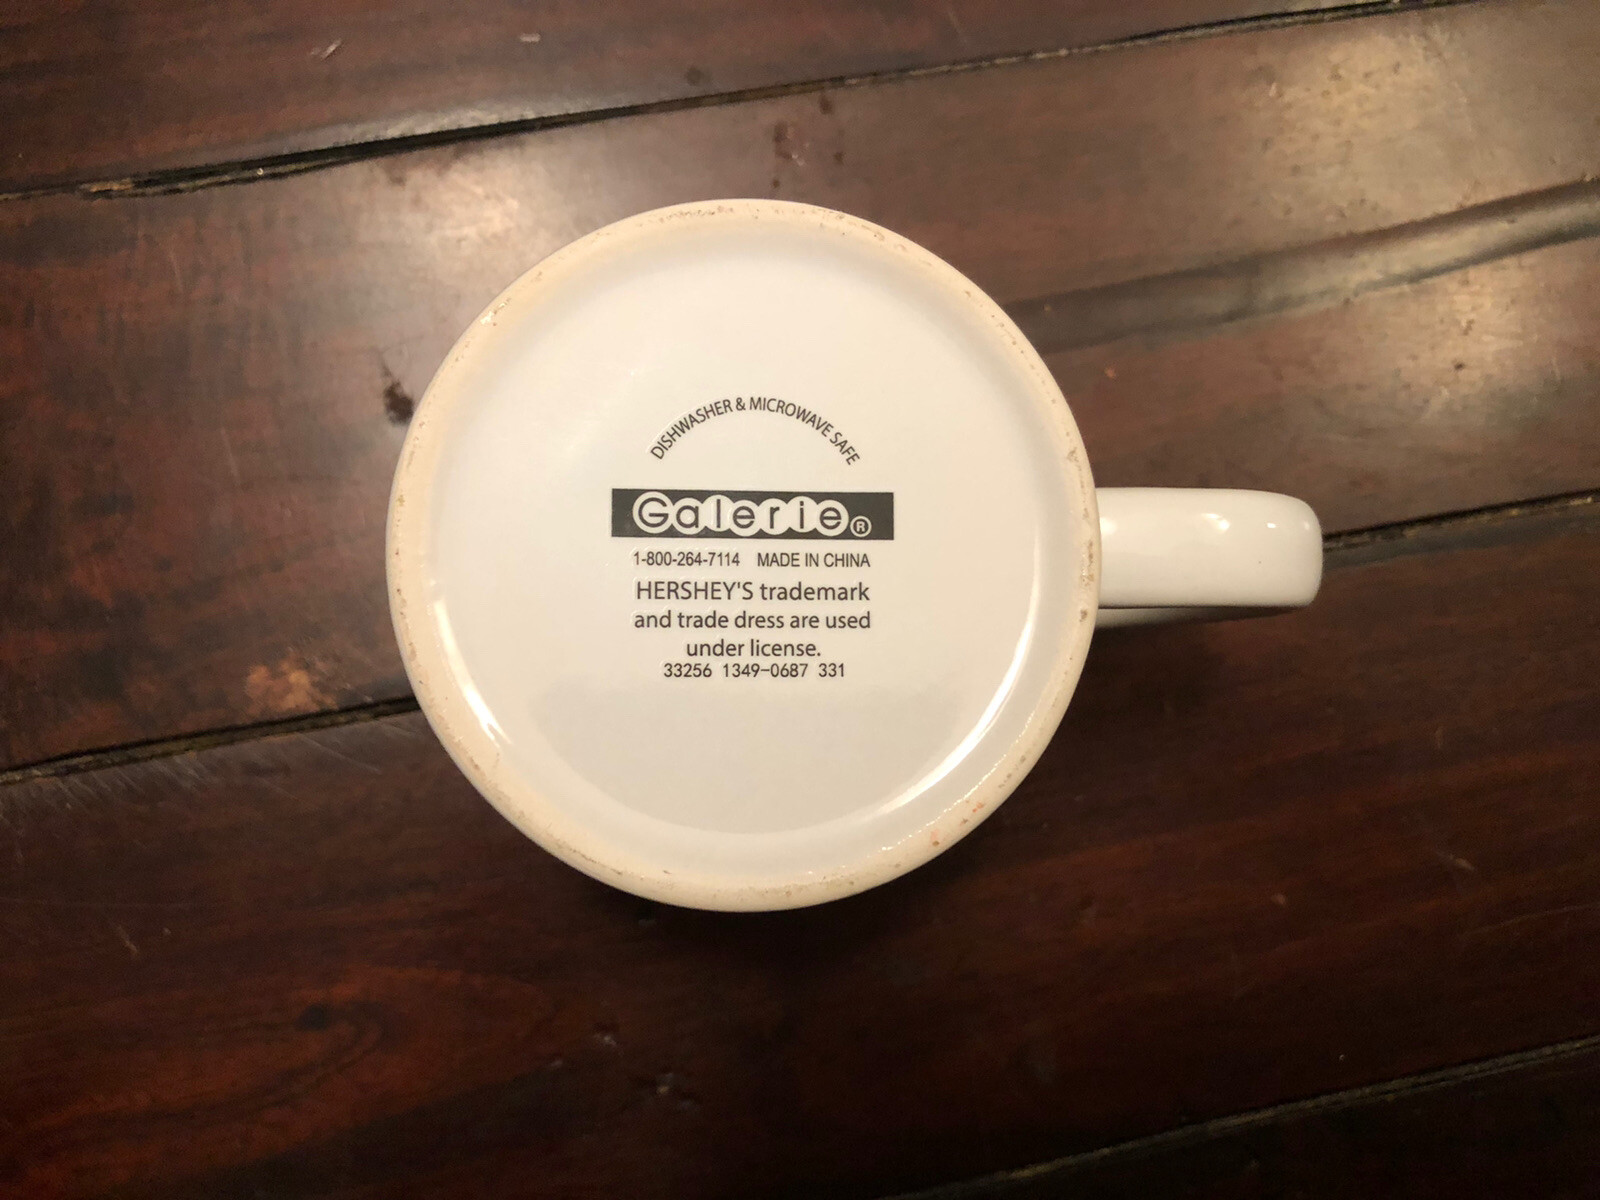 DISHWASHER & MICROWAVE SAFE
Galerie®
1-800-264-7114 MADE IN CHINA
HERSHEY'S trademark
and trade dress are used
under license.
33256 1349-0687 331